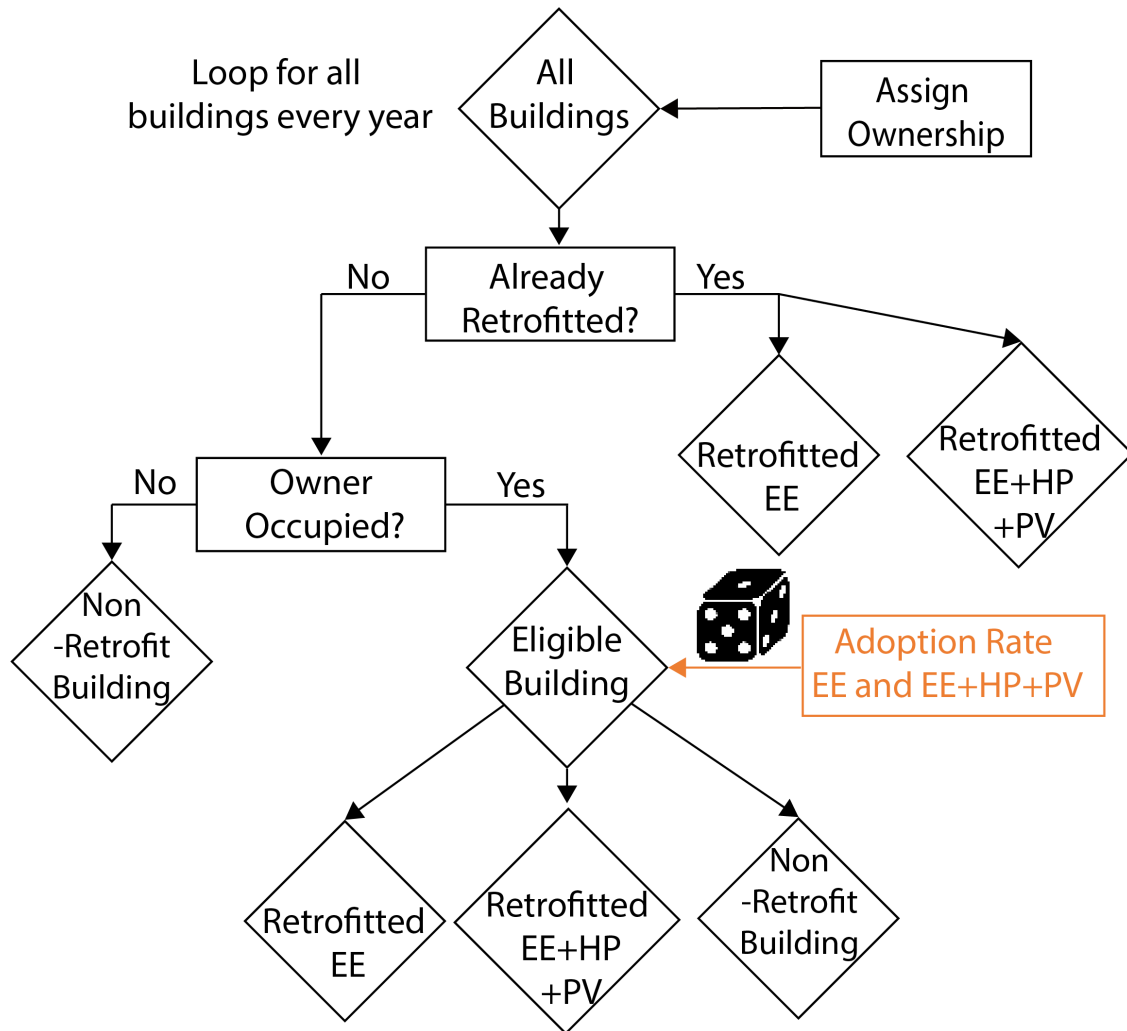 Loop for all
buildings every year
All
Buildings
Assign
Ownership
No
Already
Retrofitted?
Yes
Retrofitted
EE
Retrofitted
EE+HP
+PV
No
Owner
Occupied?
Yes
Non
-Retrofit
Building
Eligible
Building
Adoption Rate
EE and EE+HP+PV
Retrofitted
EE
Retrofitted
EE+HP
+PV
Non
-Retrofit
Building